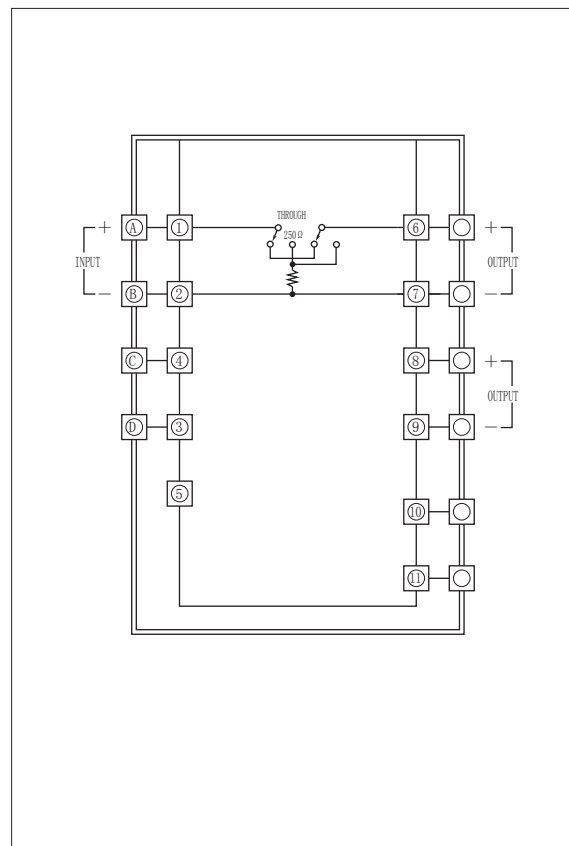 THROUGH
250Ω
+ A 1 6 +
INPUT OUTPUT
− B 2 7 −
C 4 8 +
OUTPUT
D 3 9 −
5
10
11